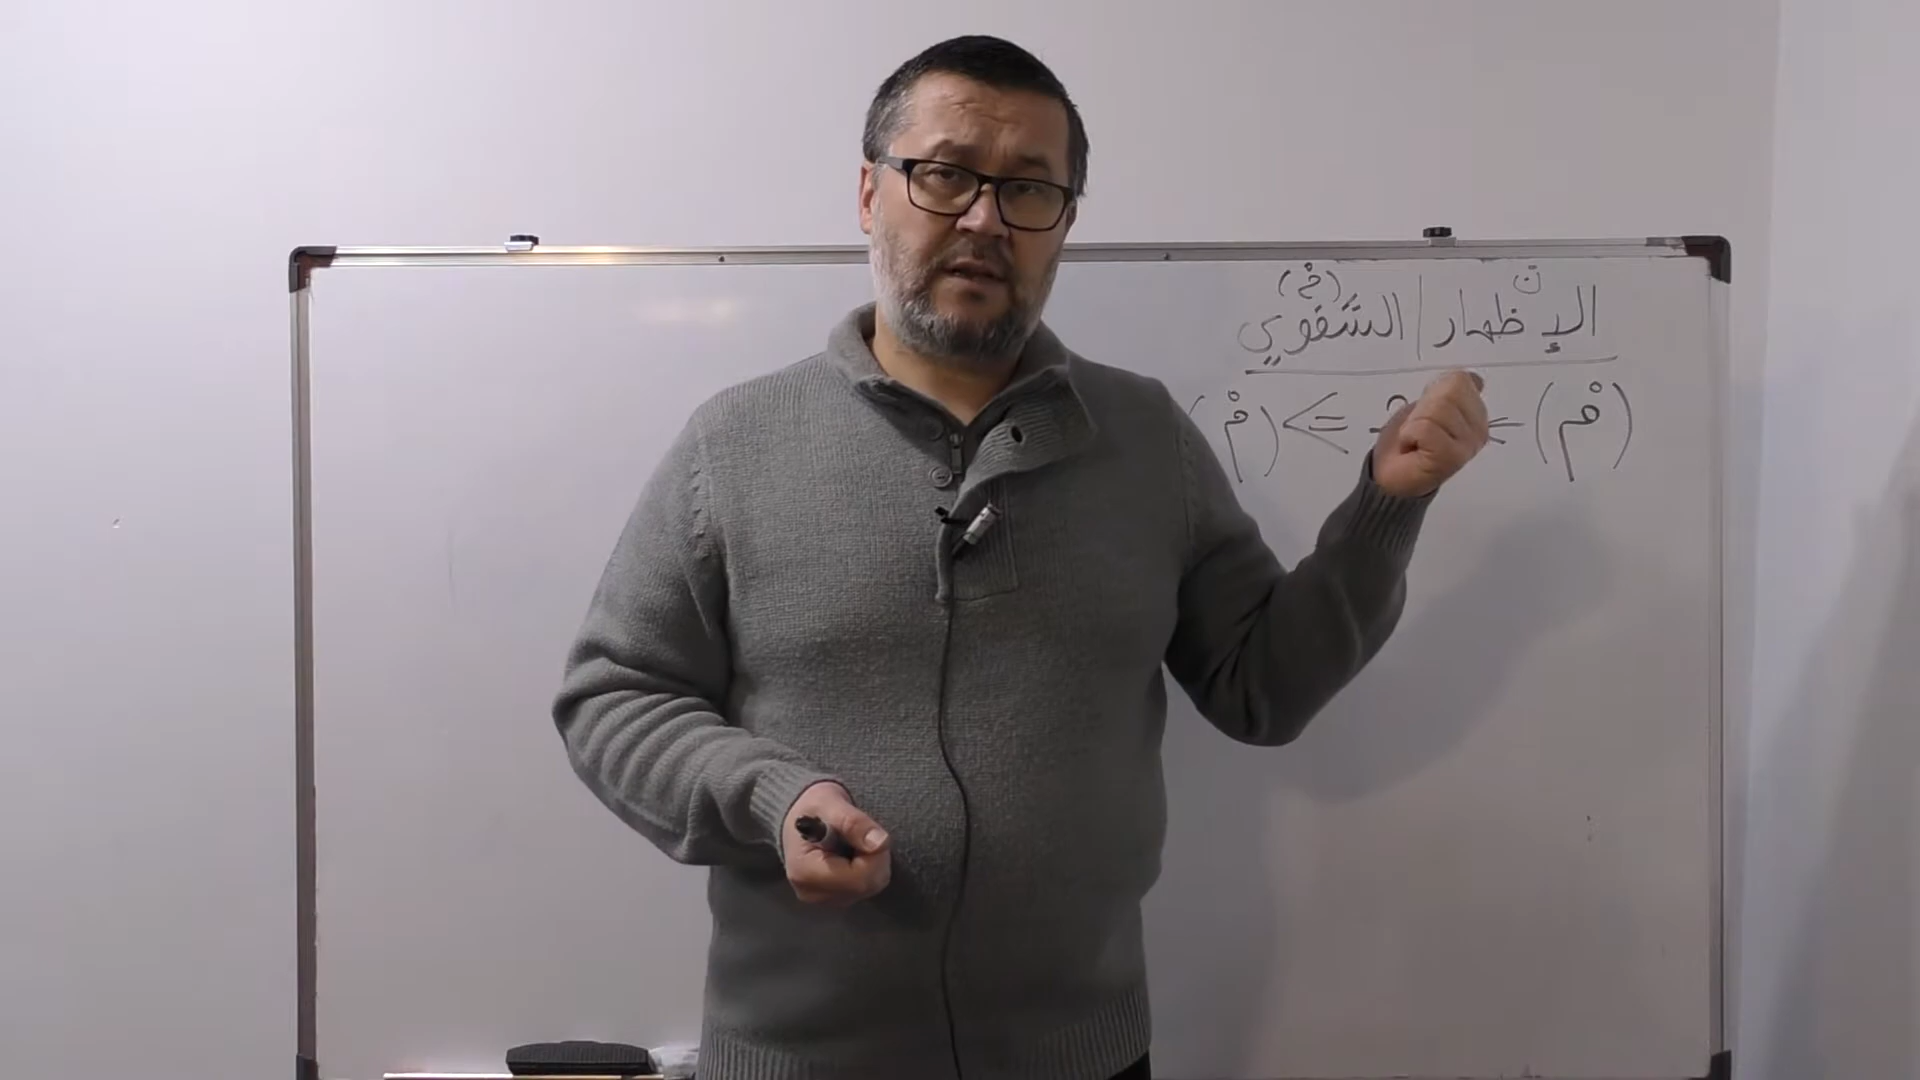 نْ (مْ)
الإظهار | الشفوي
(مْ) <= (مْ)